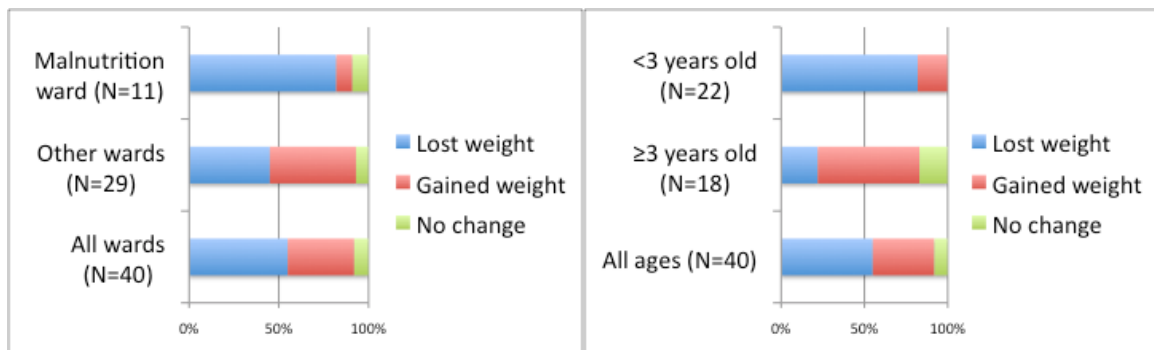 Malnutrition
ward (N=11)
Other wards
(N=29)
All wards
(N=40)
Lost weight
Gained weight
No change
0%
50%
100%
<3 years old
(N=22)
≥3 years old
(N=18)
All ages (N=40)
Lost weight
Gained weight
No change
0%
50%
100%